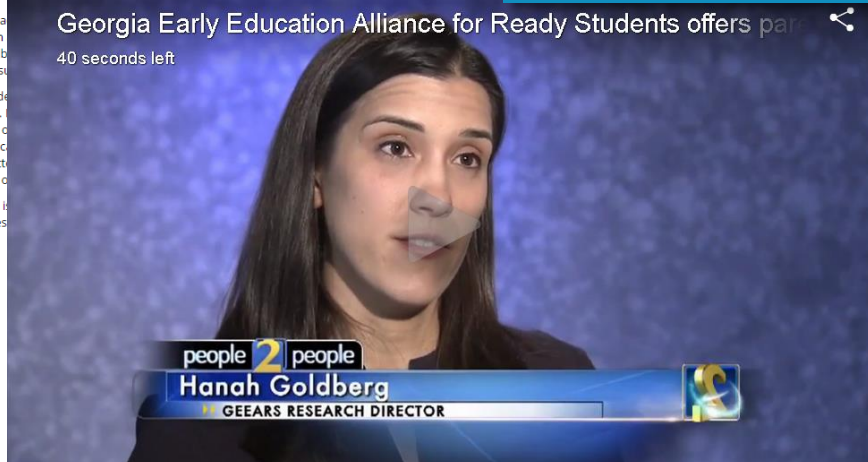 Georgia Early Education Alliance for Ready Students offers
40 seconds left
people 2 people
Hanah Goldberg
GEEARS RESEARCH DIRECTOR